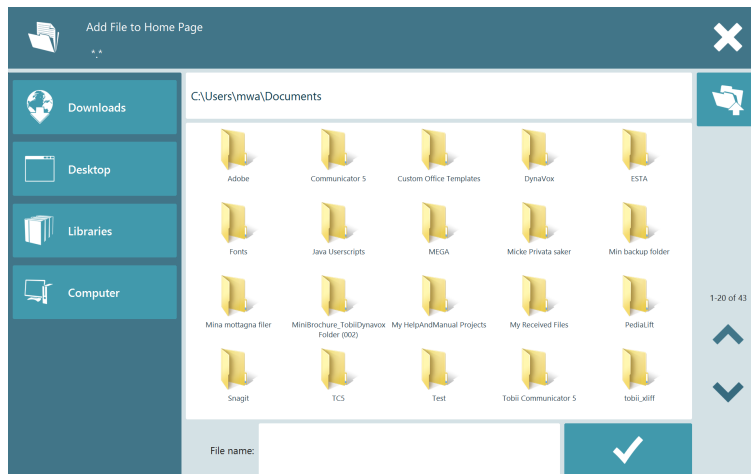 Add File to Home Page
*.*
Downloads
Desktop
Libraries
Computer
C:\Users\mwa\Documents
Adobe
Communicator 5
Custom Office Templates
DynaVox
ESTA
Fonts
Java Userscripts
MEGA
Micke Privata saker
Min backup folder
Mina mottagna filer
MiniBrochure_TobiiDynavox
Folder (002)
My HelpAndManual Projects
My Received Files
PediaLift
Snagit
TC5
Test
Tobii Communicator 5
tobii_xliff
1-20 of 43
File name: